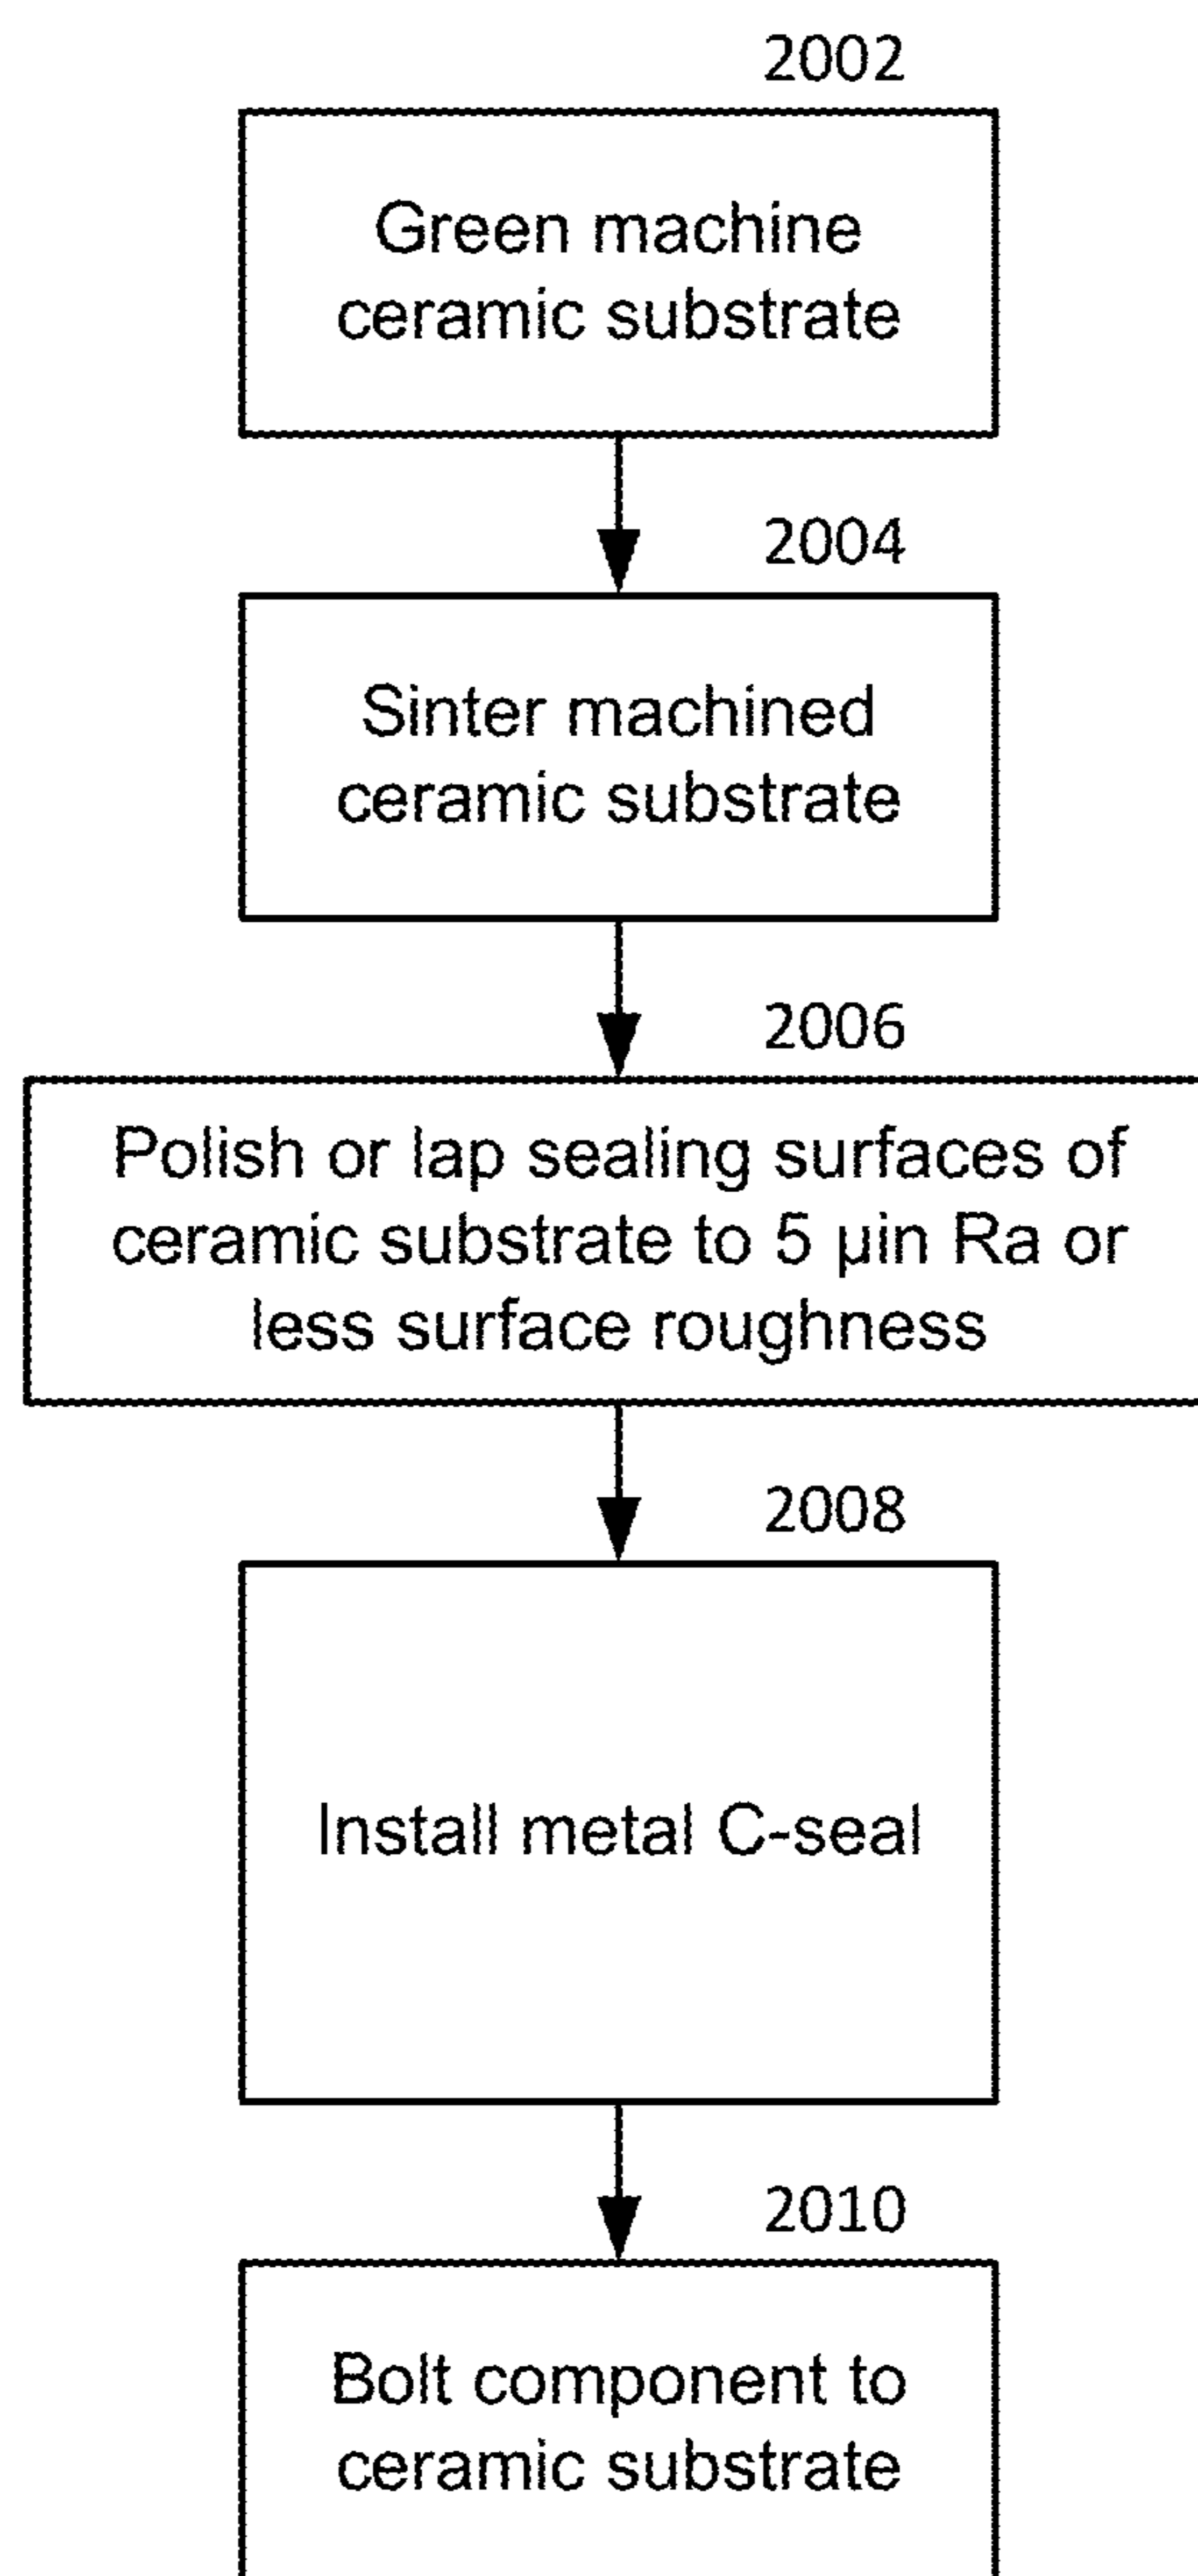 2002
Green machine
ceramic substrate
2004
Sinter machined
ceramic substrate
2006
Polish or lap sealing surfaces of
ceramic substrate to 5 µin Ra or
less surface roughness
2008
Install metal C-seal
2010
Bolt component to
ceramic substrate